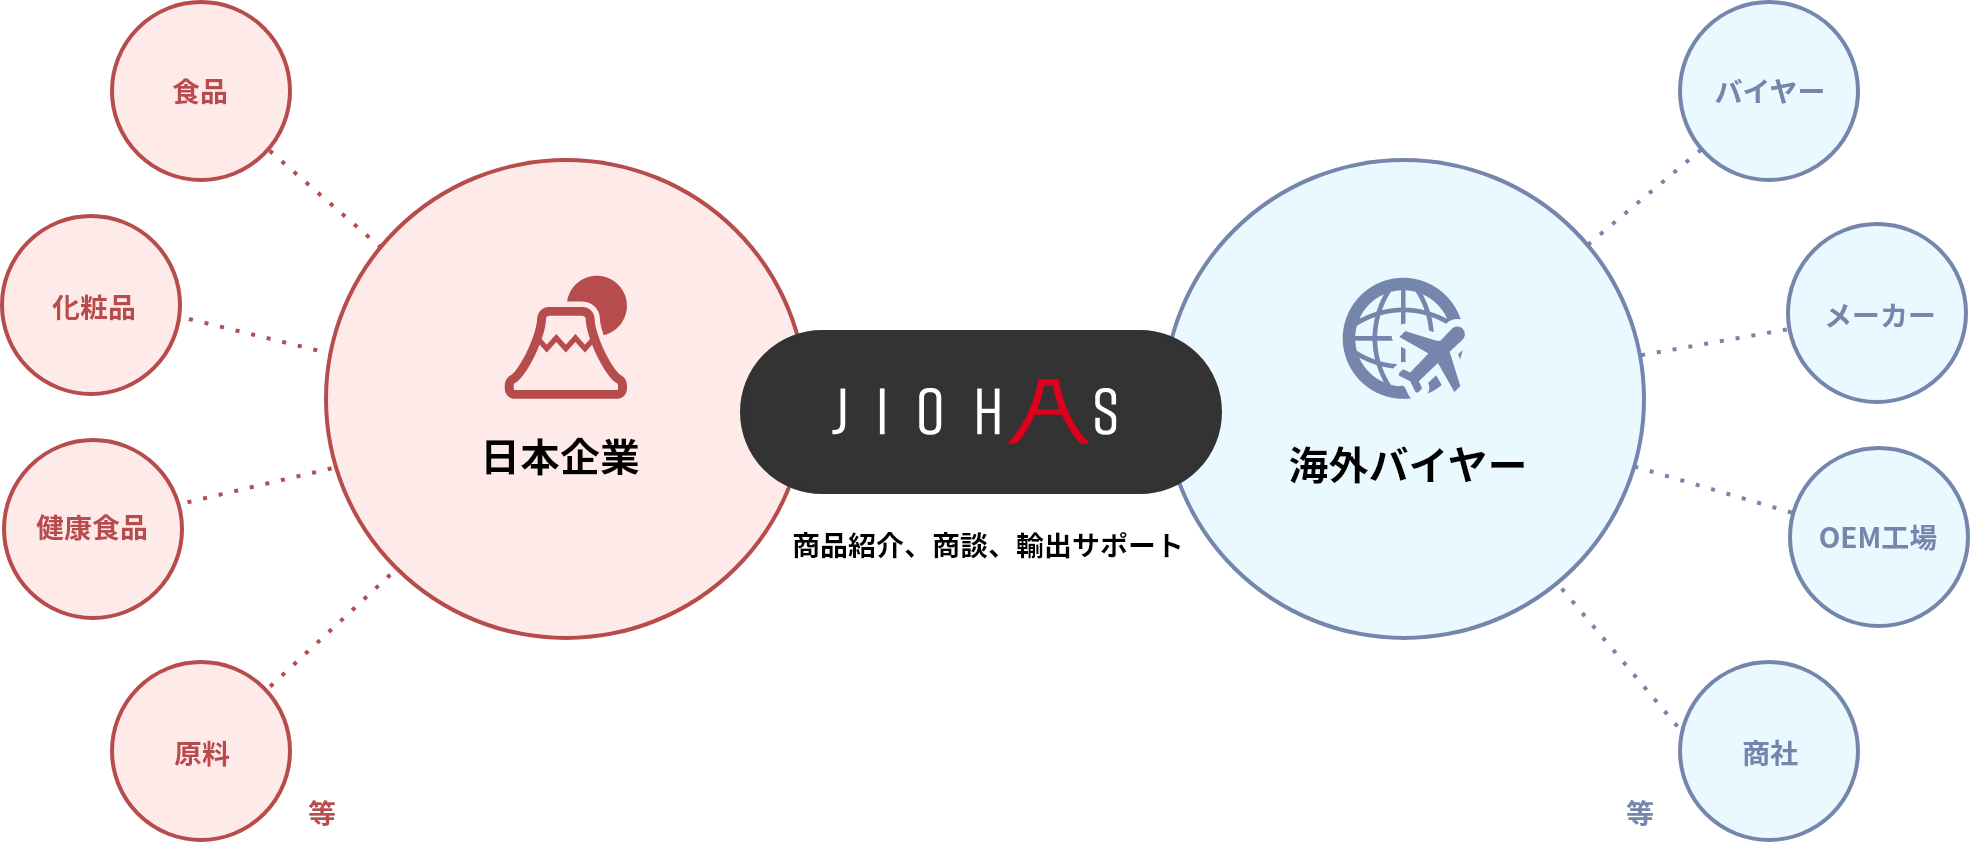 食品
化粧品
健康食品
原料
等
日本企業
JIOHAS
商品紹介、商談、輸出サポート
海外バイヤー
バイヤー
メーカー
OEM工場
商社
等